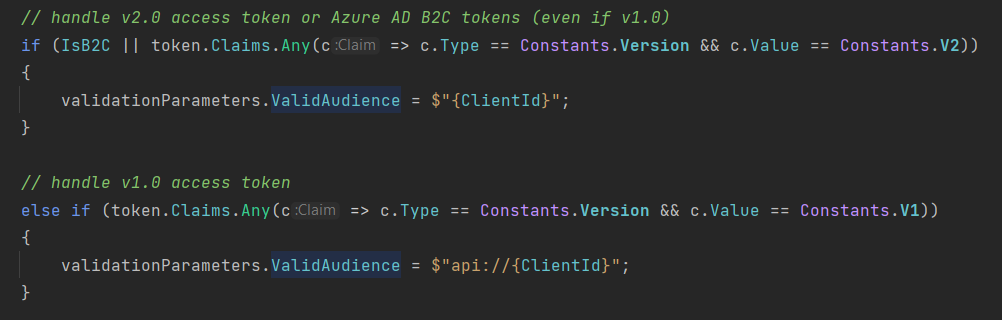 // handle v2.0 access token or Azure AD B2C tokens (even if v1.0)
if (IsB2C || token.Claims.Any(c :Claim => c.Type == Constants.Version && c.Value == Constants.V2))
{
    validationParameters.ValidAudience = $"{ClientId}";
}

// handle v1.0 access token
else if (token.Claims.Any(c :Claim => c.Type == Constants.Version && c.Value == Constants.V1))
{
    validationParameters.ValidAudience = $"api://{ClientId}";
}